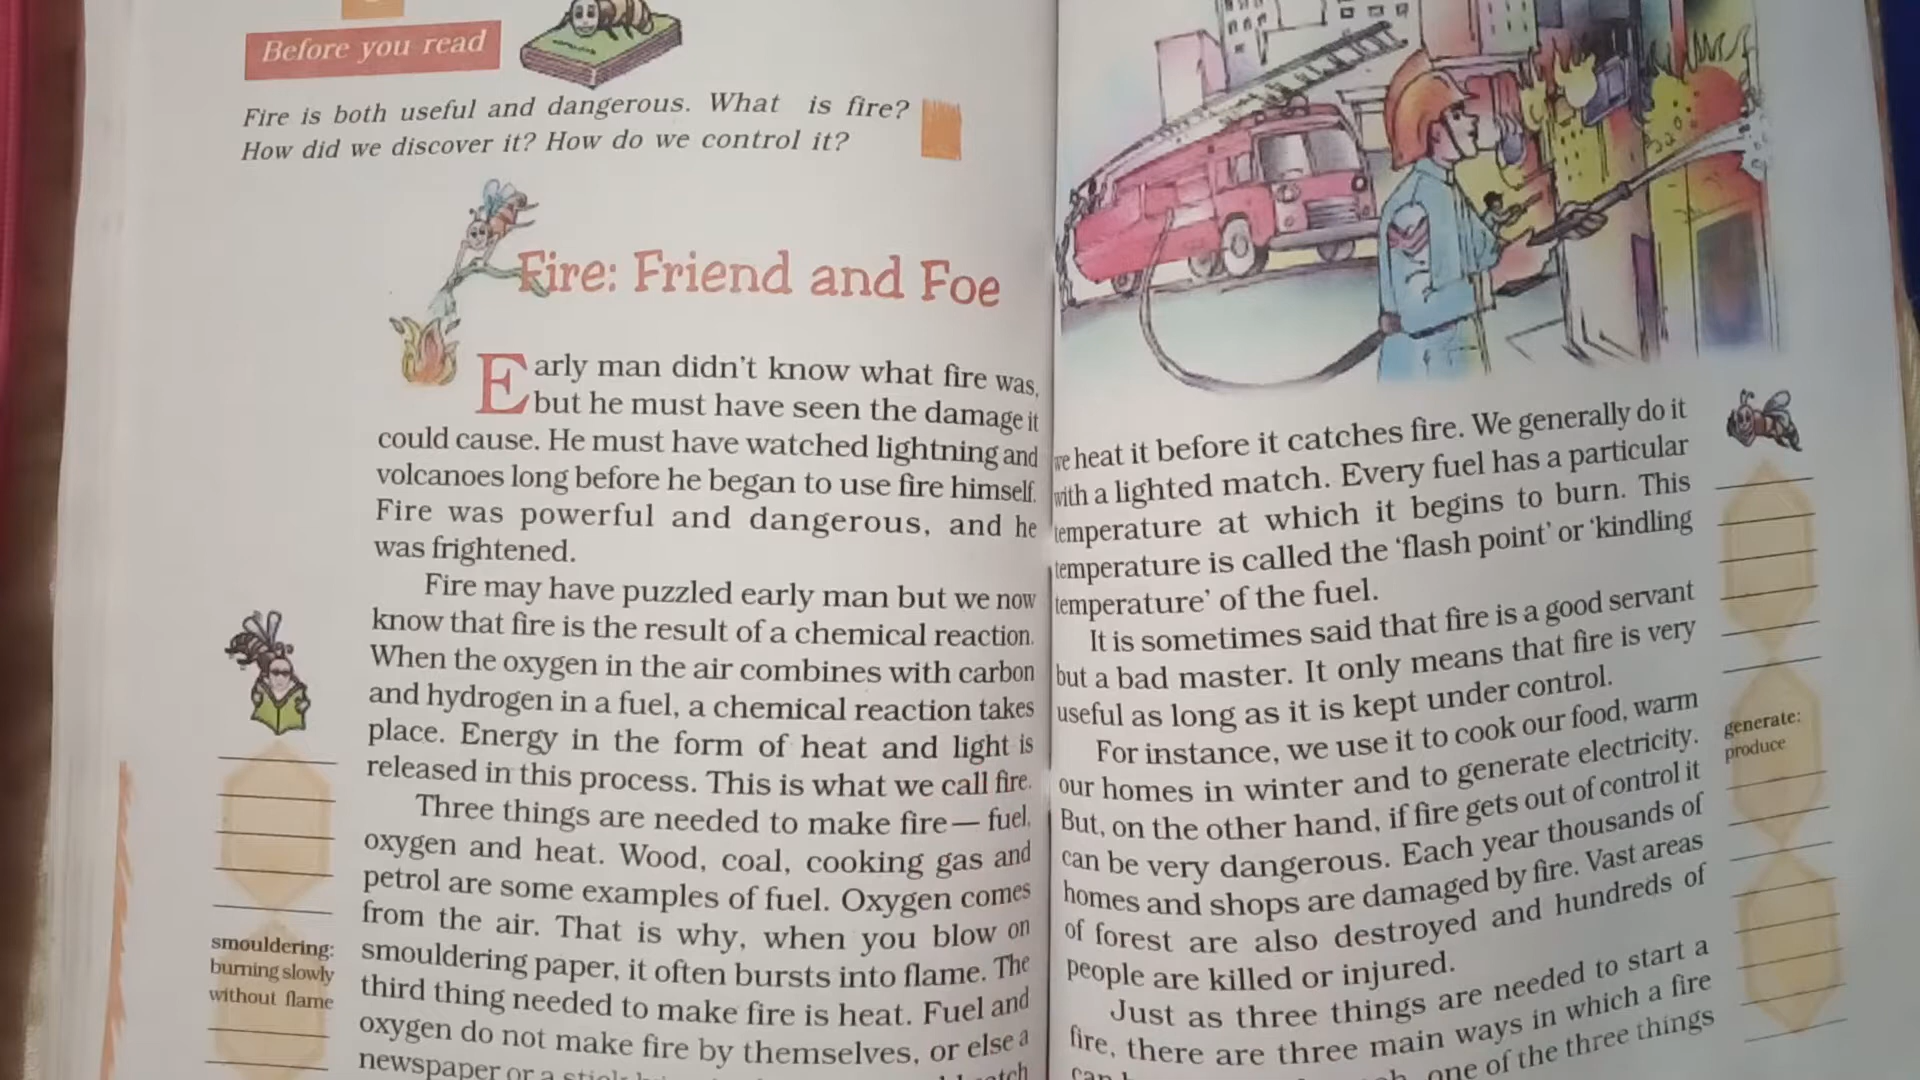 Before you read
Fire is both useful and dangerous. What is fire?
How did we discover it? How do we control it?
Fire: Friend and Foe
Early man didn't know what fire was,
but he must have seen the damage it
could cause. He must have watched lightning and
volcanoes long before he began to use fire himself.
Fire was powerful and dangerous, and he
was frightened.
Fire may have puzzled early man but we now
know that fire is the result of a chemical reaction.
When the oxygen in the air combines with carbon
and hydrogen in a fuel, a chemical reaction takes
place. Energy in the form of heat and light is
released in this process. This is what we call fire.
Three things are needed to make fire — fuel,
oxygen and heat. Wood, coal, cooking gas and
petrol are some examples of fuel. Oxygen comes
from the air. That is why, when you blow on
smouldering paper, it often bursts into flame. The
third thing needed to make fire is heat. Fuel and
oxygen do not make fire by themselves, or else a
newspaper or a
smouldering:
burning slowly
without flame
we heat it before it catches fire. We generally do it
with a lighted match. Every fuel has a particular
temperature at which it begins to burn. This
temperature is called the 'flash point' or 'kindling
temperature' of the fuel.
It is sometimes said that fire is a good servant
but a bad master. It only means that fire is very
useful as long as it is kept under control.
For instance, we use it to cook our food, warm
our homes in winter and to generate electricity.
But, on the other hand, if fire gets out of control it
can be very dangerous. Each year thousands of
homes and shops are damaged by fire. Vast areas
of forest are also destroyed and hundreds of
people are killed or injured.
Just as three things are needed to start a
fire, there are three main ways in which a fire
one of the three things
generate:
produce